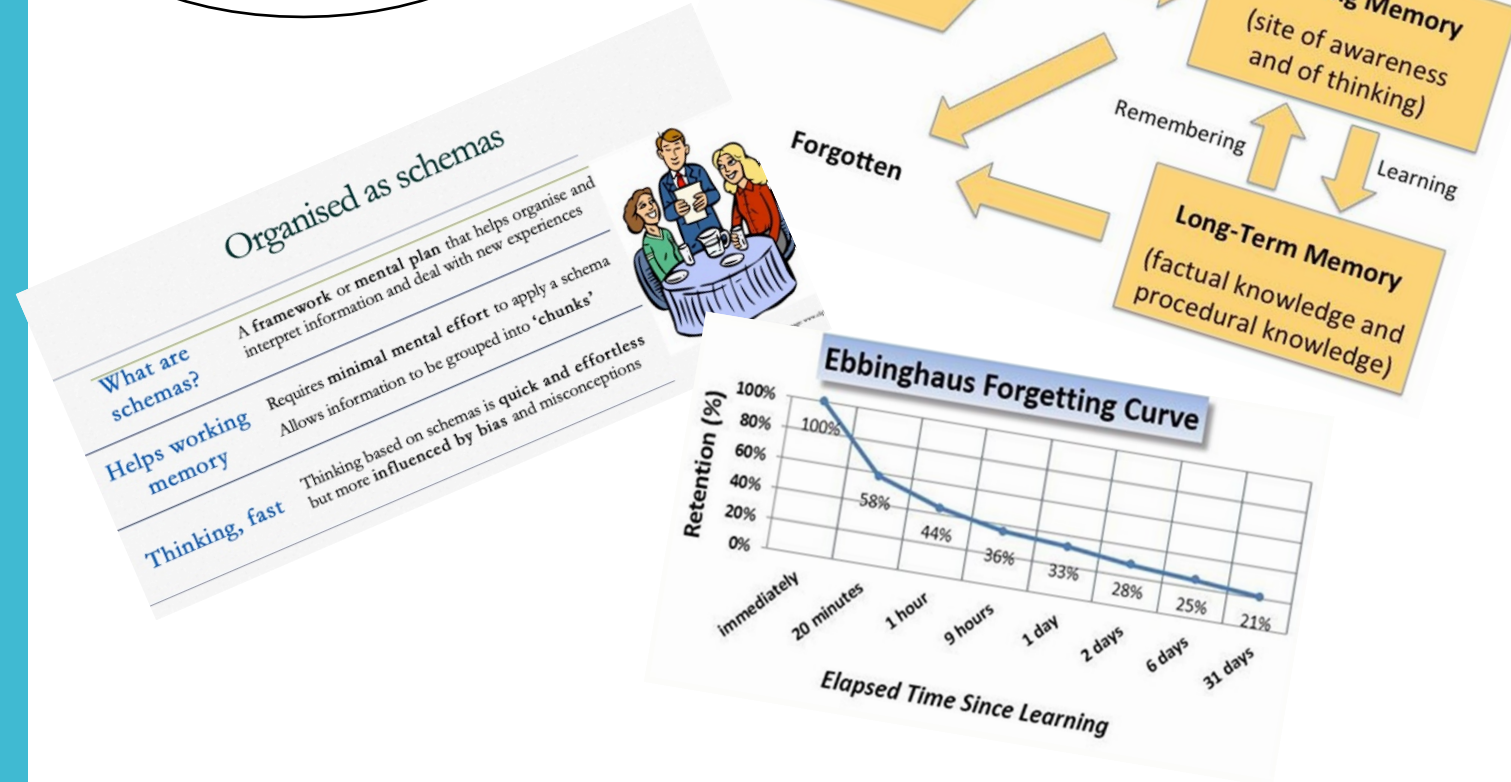 Organised as schemas
What are
schemas?
A framework or mental plan that helps organise and
interpret information and deal with new experiences
Helps working
memory
Requires minimal mental effort to apply a schema
Allows information to be grouped into ‘chunks’
Thinking, fast
Thinking based on schemas is quick and effortless
but more influenced by bias and misconceptions
Memory
(site of awareness
and of thinking)
Remembering
Learning
Forgotten
Long-Term Memory
(factual knowledge and
procedural knowledge)
Ebbinghaus Forgetting Curve
Retention (%)
100%
80%
60%
40%
20%
0%
100%
58%
44%
36%
33%
28%
25%
21%
immediately
20 minutes
1 hour
9 hours
1 day
2 days
6 days
31 days
Elapsed Time Since Learning